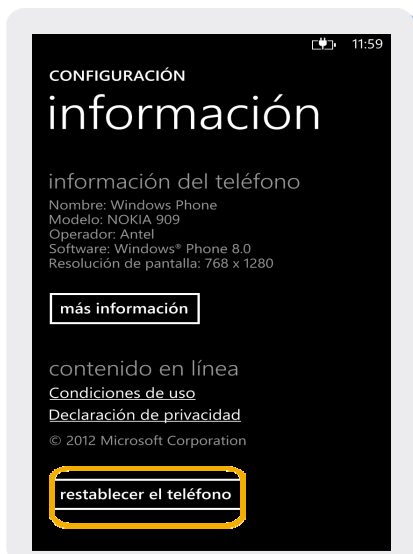 11:59
CONFIGURACIÓN
información
información del teléfono
Nombre: Windows Phone
Modelo: NOKIA 909
Operador: Antel
Software: Windows® Phone 8.0
Resolución de pantalla: 768 x 1280
más información
contenido en línea
Condiciones de uso
Declaración de privacidad
© 2012 Microsoft Corporation
restablecer el teléfono